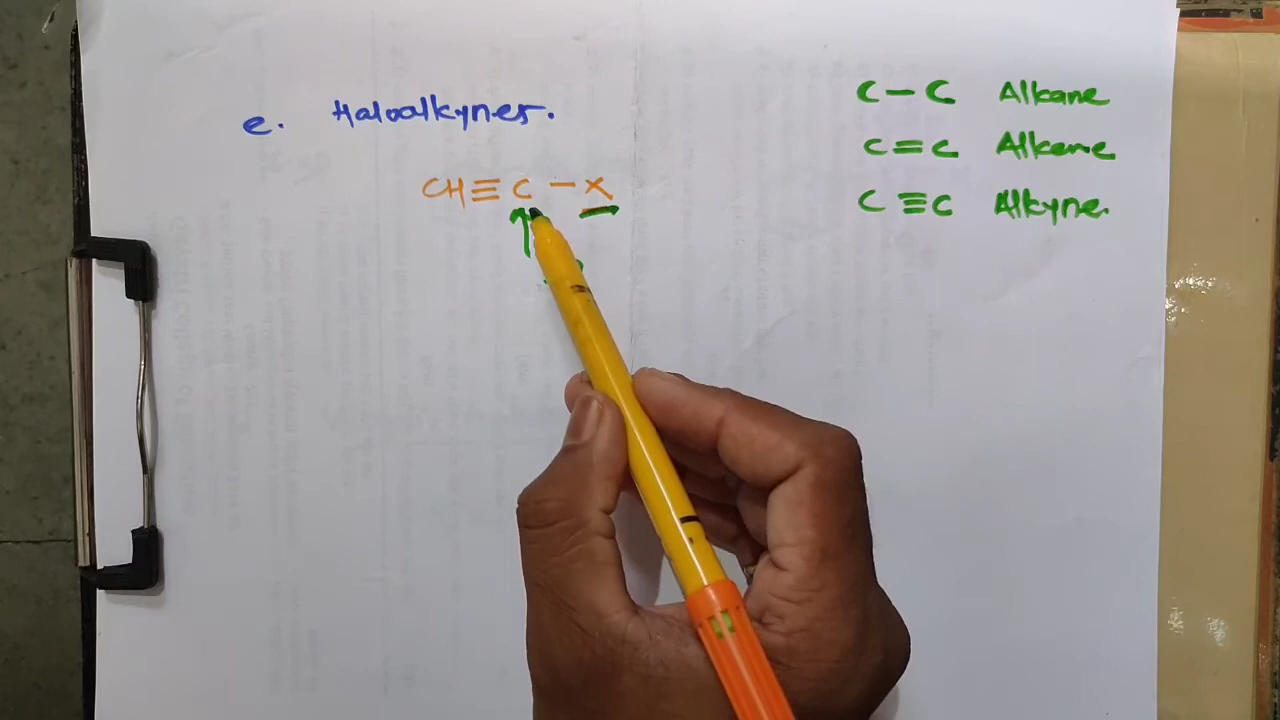 e. Haloalkynes.
CH≡C-X
C-C Alkane
C=C Alkene
C≡C Alkyne.